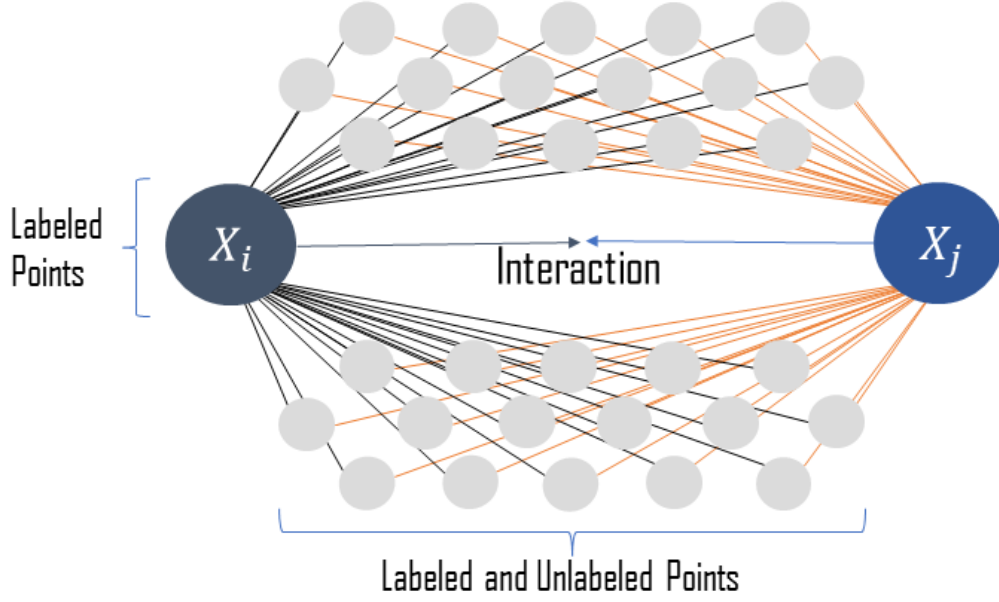 Labeled
Points
X_i
Interaction
X_j
Labeled and Unlabeled Points